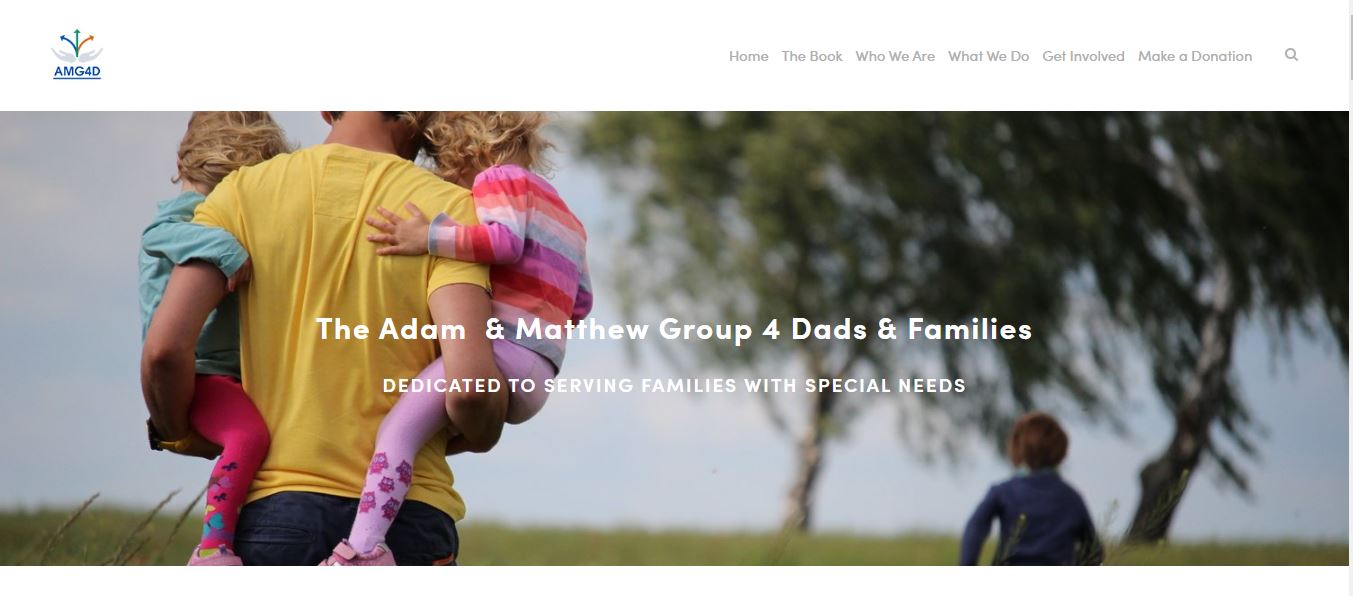 AMG4D
Home The Book Who We Are What We Do Get Involved Make a Donation
The Adam & Matthew Group 4 Dads & Families
DEDICATED TO SERVING FAMILIES WITH SPECIAL NEEDS